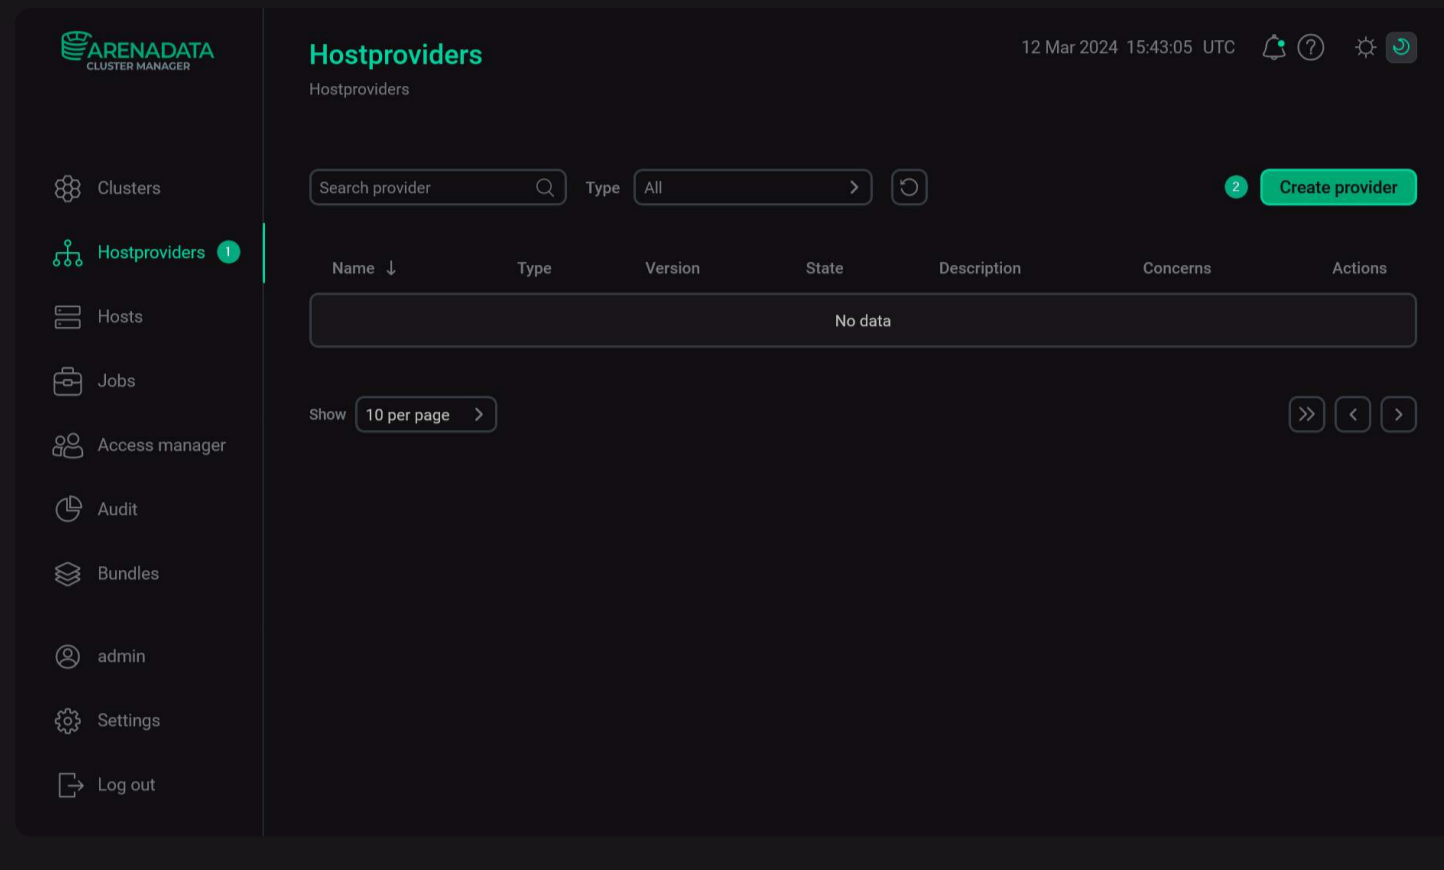 ARENADATA
CLUSTER MANAGER
Hostproviders
Hostproviders
12 Mar 2024 15:43:05 UTC
Clusters
Hostproviders 1
Hosts
Jobs
Access manager
Audit
Bundles
admin
Settings
Log out
Search provider
Type All
2 Create provider
Name Type Version State Description Concerns Actions
No data
Show 10 per page